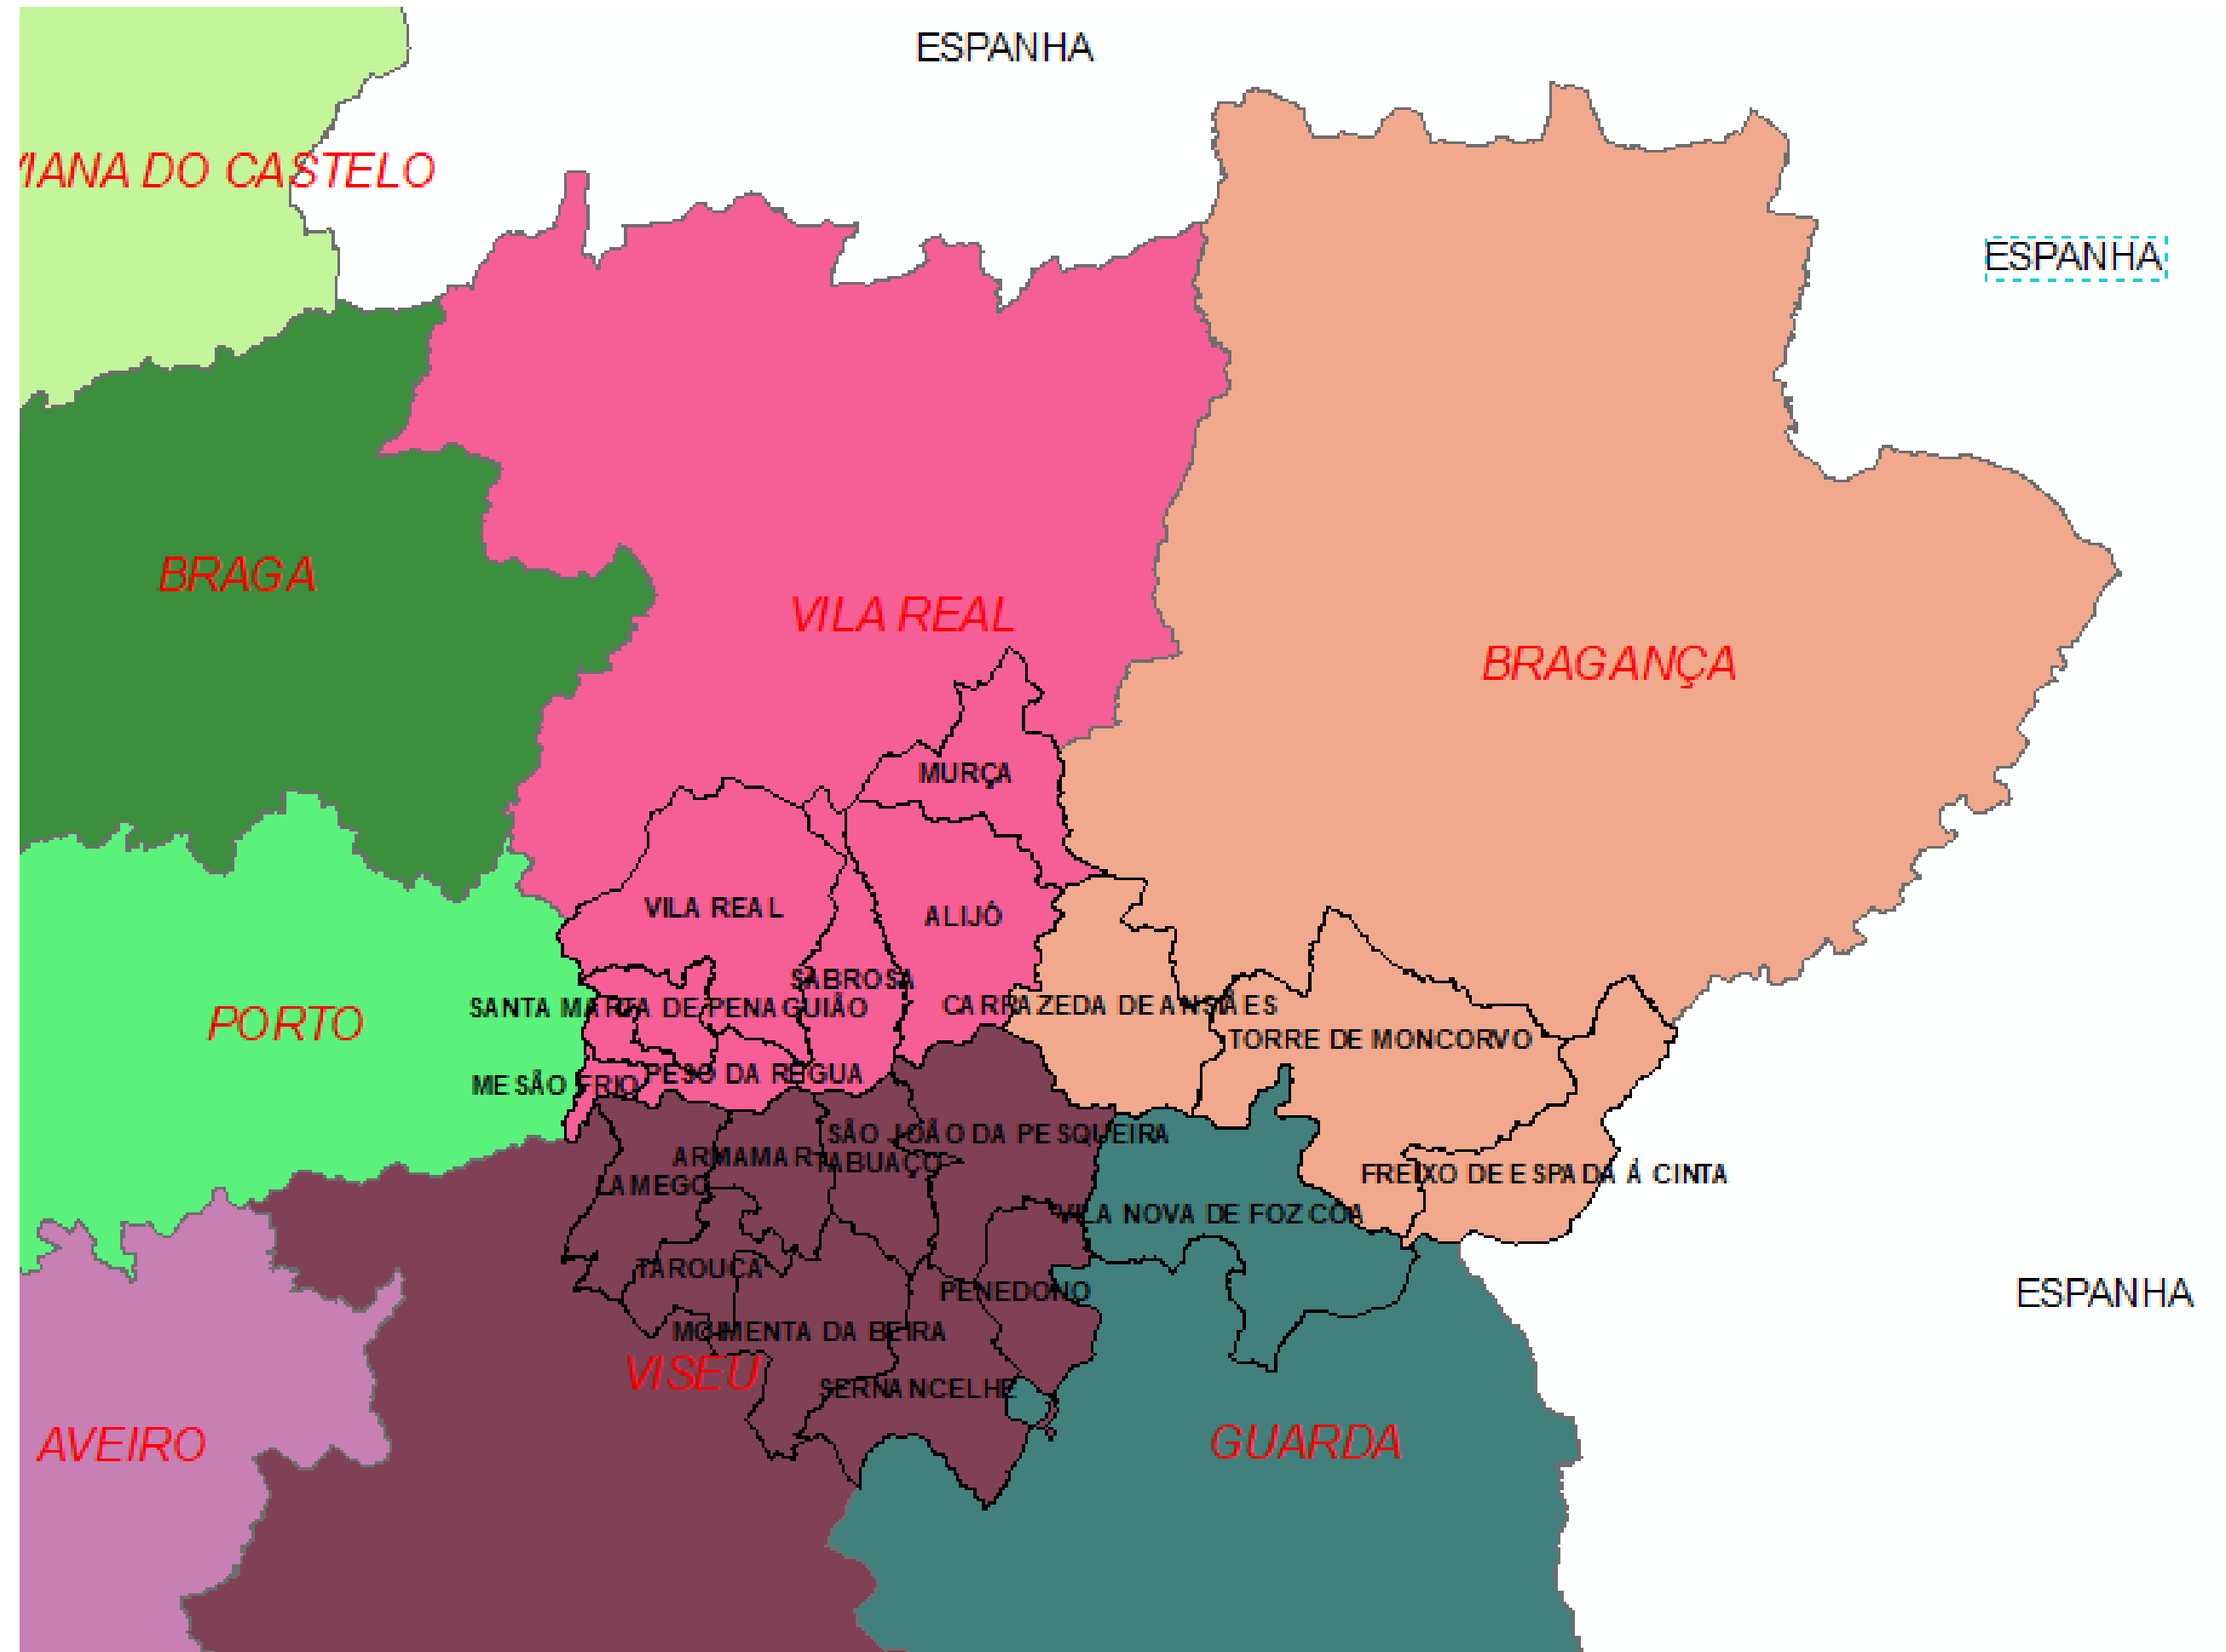 ESPANHA
VIANA DO CASTELO
ESPANHA
BRAGA
VILA REAL
BRAGANÇA
MURÇA
VILA REAL
ALIJÓ
SABROSA
SANTA MARTA DE PENAGUIÃO
CARRAZEDA DE ANSIÃES
PORTO
TORRE DE MONCORVO
PESO DA RÉGUA
MESÃO FRIO
SÃO JOÃO DA PESQUEIRA
ARMAMAR
TABUAÇO
FREIXO DE ESPADA À CINTA
LAMEGO
VILA NOVA DE FOZ COA
TAROUCA
PENEDONO
ESPANHA
MOIMENTA DA BEIRA
VISEU
SERNANCELHE
AVEIRO
GUARDA